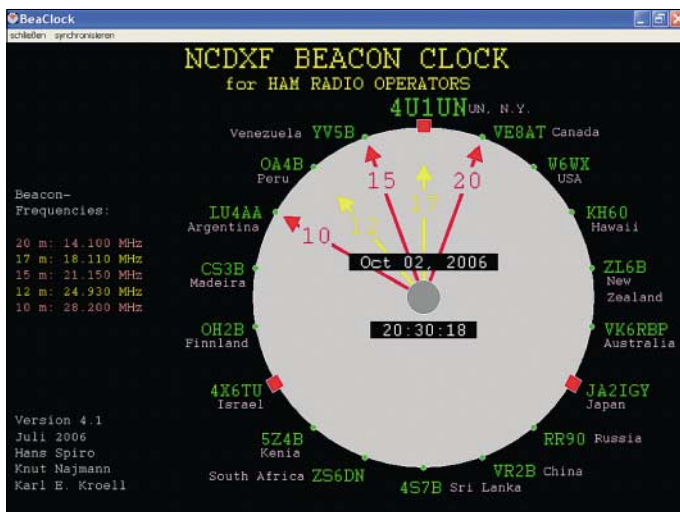 BeaClock
schließen synchronisieren
NCDXF BEACON CLOCK
for HAM RADIO OPERATORS
4U1UN UN, N.Y.
Venezuela YV5B
VE8AT Canada
OA4B
Peru
W6WX
USA
15
20
17
12
10
LU4AA
Argentina
KH60
Hawaii
Beacon-
Frequencies:
20 m: 14.100 MHz
17 m: 18.110 MHz
15 m: 21.150 MHz
12 m: 24.930 MHz
10 m: 28.200 MHz
Oct 02, 2006
CS3B
Madeira
ZL6B
New
Zealand
20:30:18
OH2B
Finnland
VK6RBP
Australia
4X6TU
Israel
JA2IGY
Japan
5Z4B
Kenia
RR90 Russia
South Africa ZS6DN
VR2B China
4S7B Sri Lanka
Version 4.1
Juli 2006
Hans Spiro
Knut Najmann
Karl E. Kroell